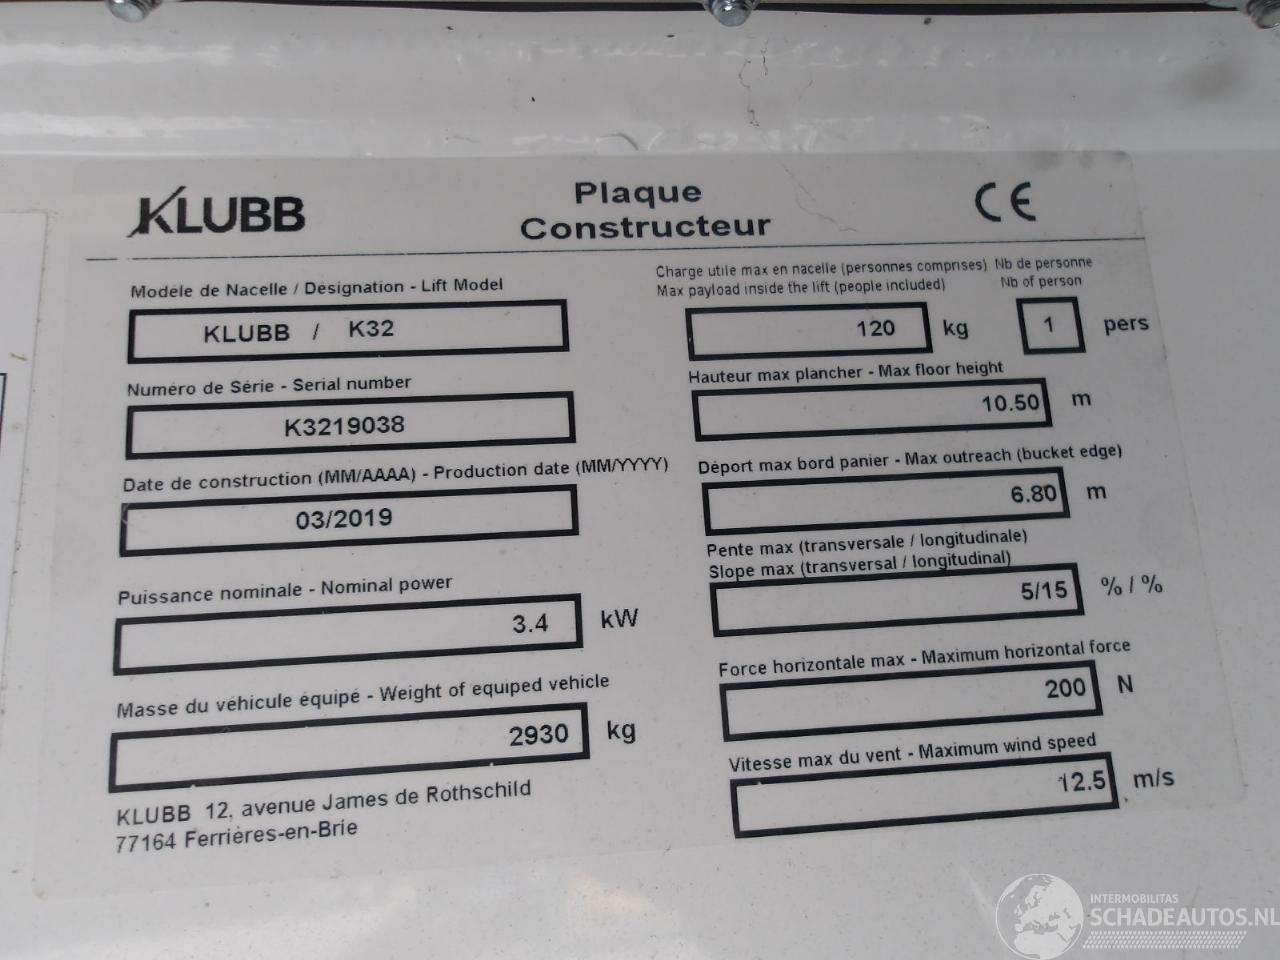 KLUBB
Plaque
Constructeur
CE
Modèle de Nacelle / Désignation - Lift Model
KLUBB / K32
Numéro de Série - Serial number
K3219038
Date de construction (MM/AAAA) - Production date (MM/YYYY)
03/2019
Puissance nominale - Nominal power
3.4 kW
Masse du véhicule équipé - Weight of equiped vehicle
2930 kg
KLUBB 12, avenue James de Rothschild
77164 Ferrières-en-Brie
Charge utile max en nacelle (personnes comprises)
Max payload inside the lift (people included)
120 kg
Nb de personne
Nb of person
1 pers
Hauteur max plancher - Max floor height
10.50 m
Déport max bord panier - Max outreach (bucket edge)
6.80 m
Pente max (transversale / longitudinale)
Slope max (transversal / longitudinal)
5/15 % / %
Force horizontale max - Maximum horizontal force
200 N
Vitesse max du vent - Maximum wind speed
12.5 m/s
INTERMOBILITAS
SCHADEAUTOS.NL